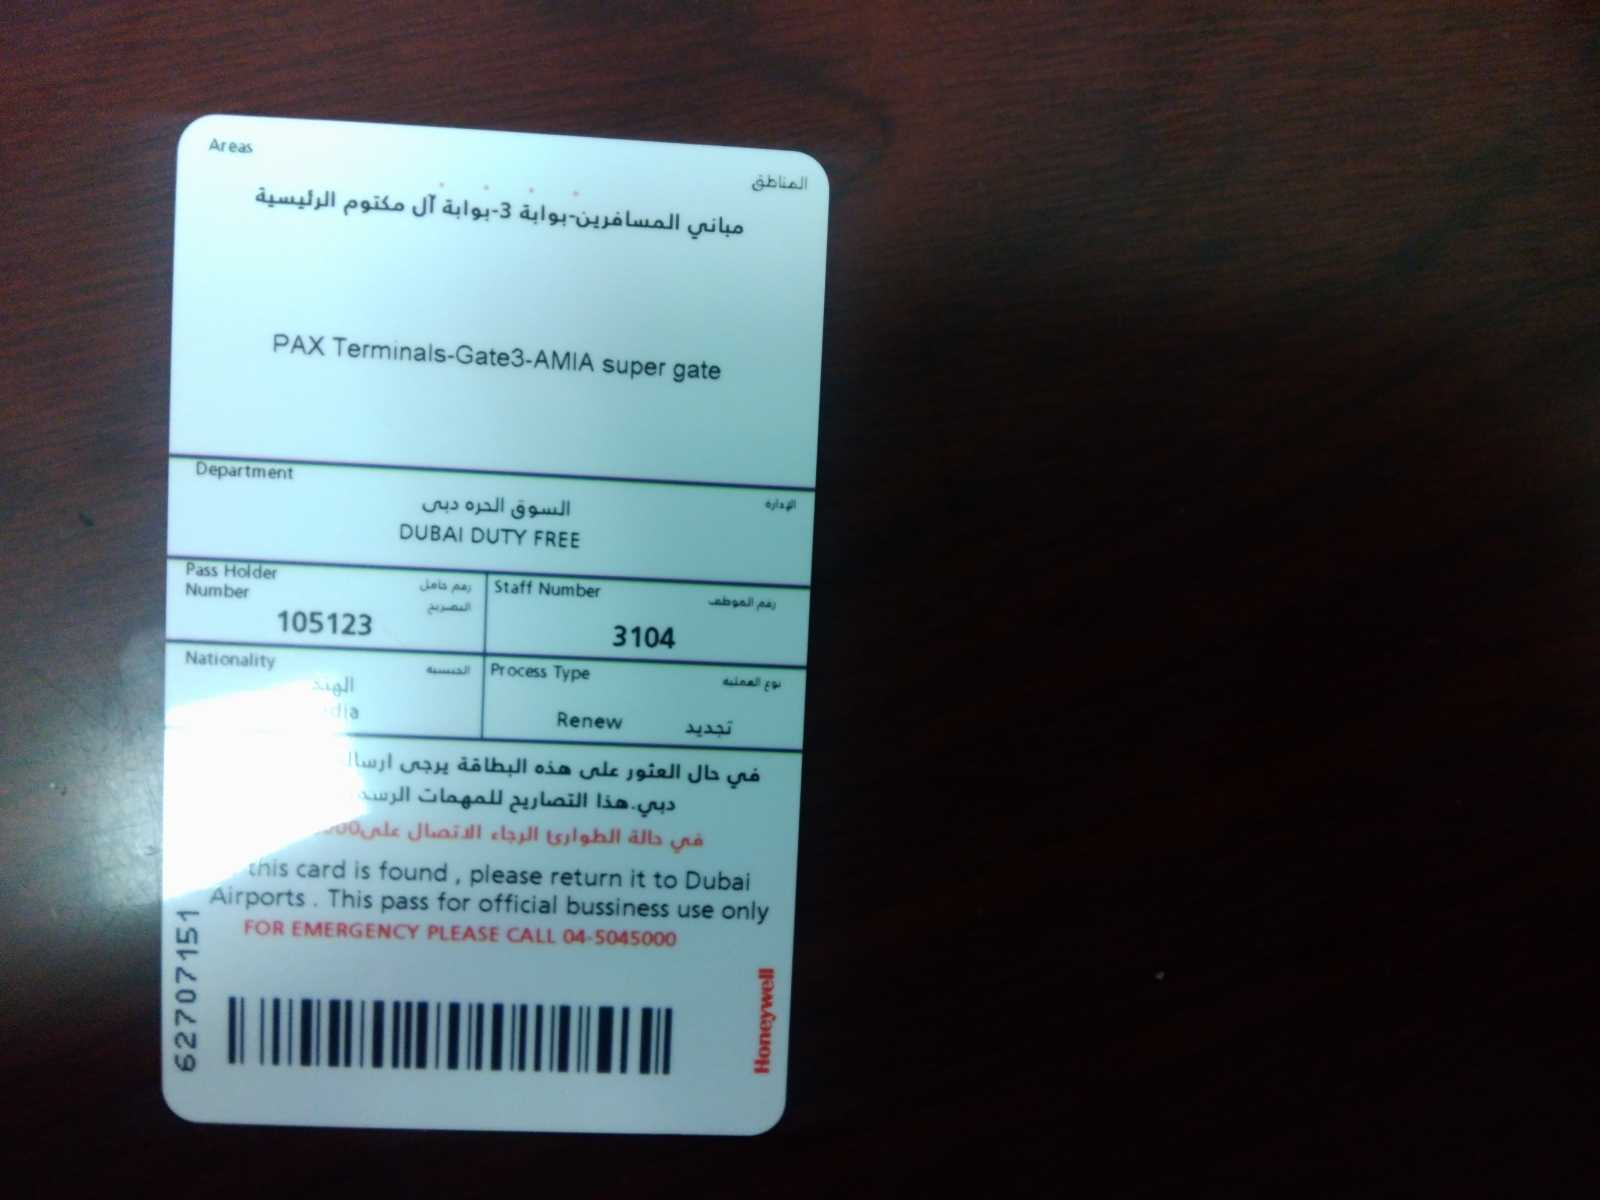 Areas
المناطق
مباني المسافرين-بوابة 3-بوابة آل مكتوم الرئيسية
PAX Terminals-Gate3-AMIA super gate
Department
الإدارة
السوق الحره دبى
DUBAI DUTY FREE
Pass Holder
Number
رقم حامل
التصريح
105123
Staff Number
رقم الموظف
3104
Nationality
الجنسية
الهند
Process Type
نوع العملية
Renew تجديد
في حال العثور على هذه البطاقة يرجى
دبي.هذا التصاريح للمهمات
في حالة الطوارئ الرجاء الاتصال على
this card is found , please return it to Dubai
Airports . This pass for official bussiness use only
FOR EMERGENCY PLEASE CALL 04-5045000
62707151
Honeywell